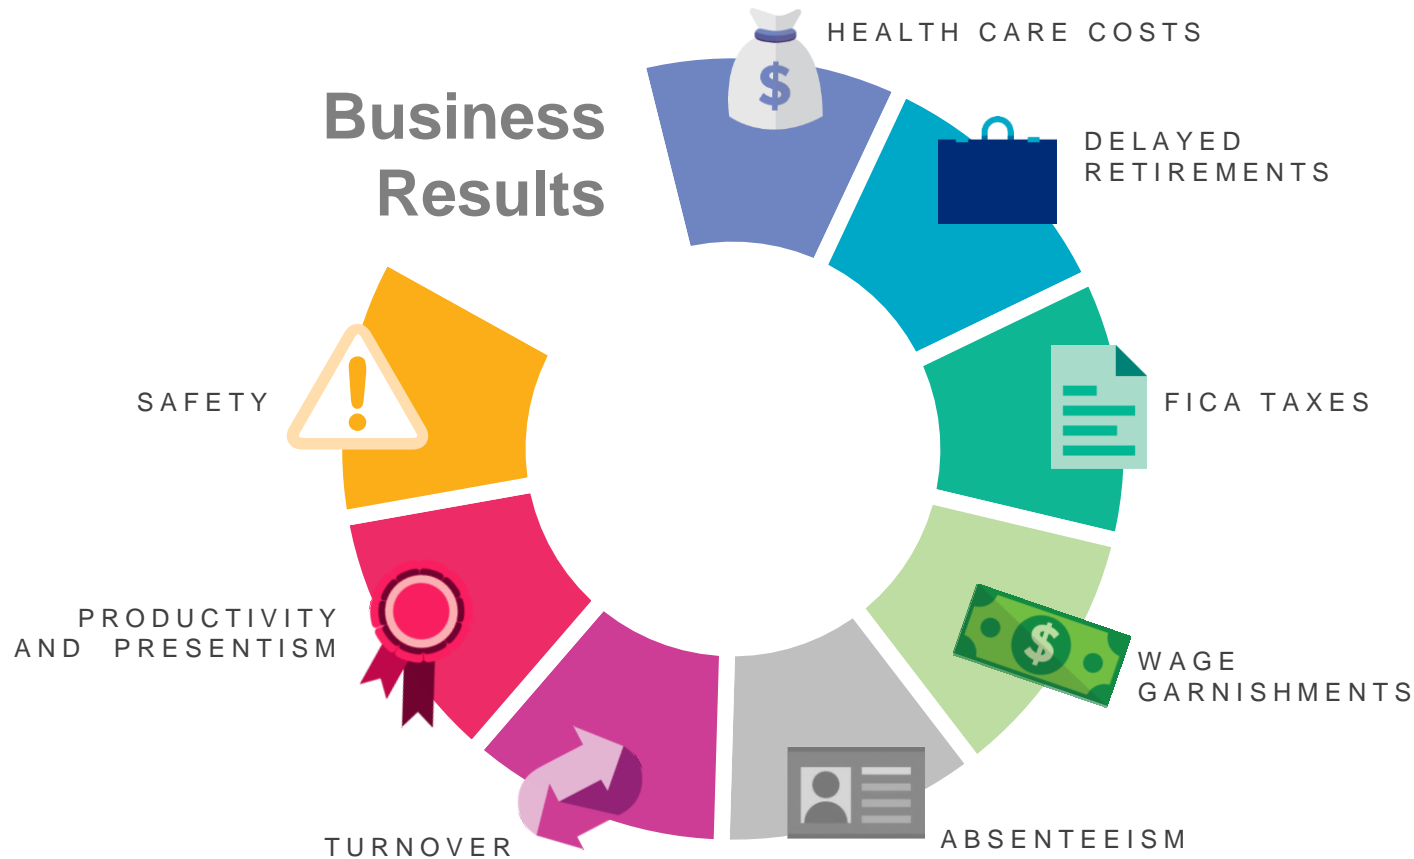 Business
Results
HEALTH CARE COSTS
$
DELAYED
RETIREMENTS
FICA TAXES
$
WAGE
GARNISHMENTS
ABSENTEEISM
TURNOVER
PRODUCTIVITY
AND PRESENTISM
SAFETY
!